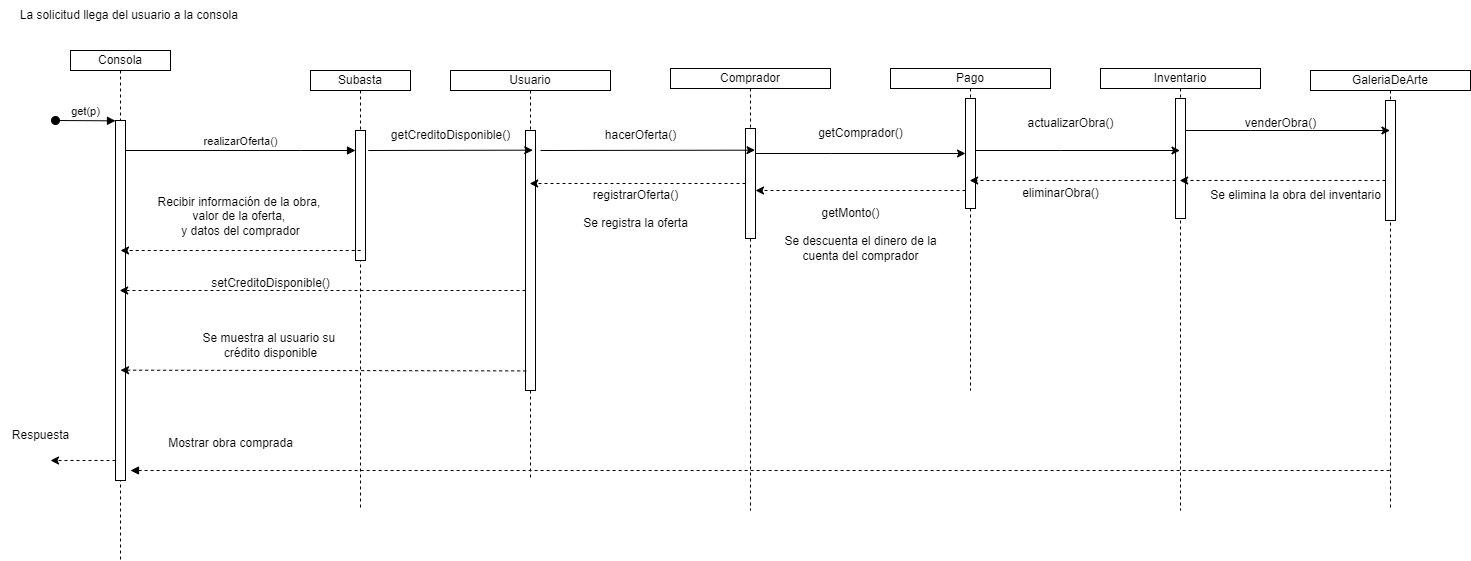 La solicitud llega del usuario a la consola
Consola
Subasta
Usuario
Comprador
Pago
Inventario
GaleriaDeArte
get(p)
realizarOferta()
getCreditoDisponible()
hacerOferta()
getComprador()
actualizarObra()
venderObra()
Recibir información de la obra,
valor de la oferta,
y datos del comprador
registrarOferta()
Se registra la oferta
getMonto()
Se descuenta el dinero de la
cuenta del comprador
eliminarObra()
Se elimina la obra del inventario
setCreditoDisponible()
Se muestra al usuario su
crédito disponible
Respuesta
Mostrar obra comprada